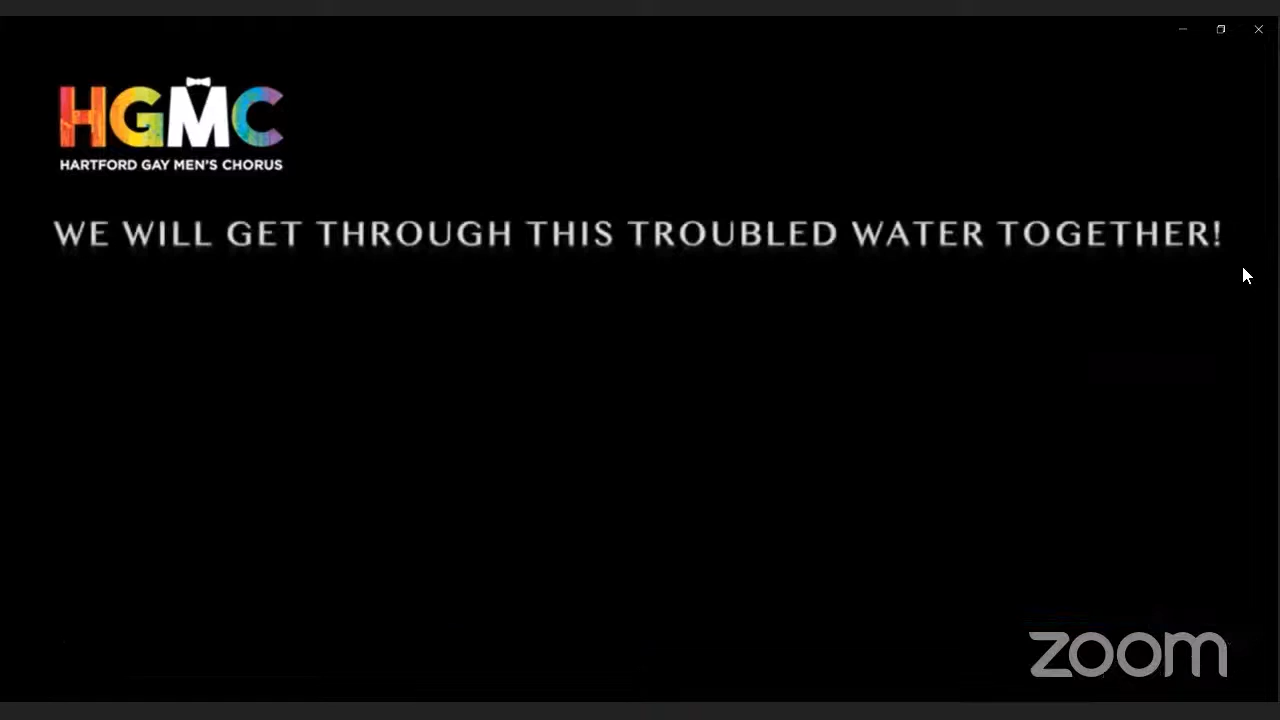 HGMC
HARTFORD GAY MEN'S CHORUS
WE WILL GET THROUGH THIS TROUBLED WATER TOGETHER!
zoom